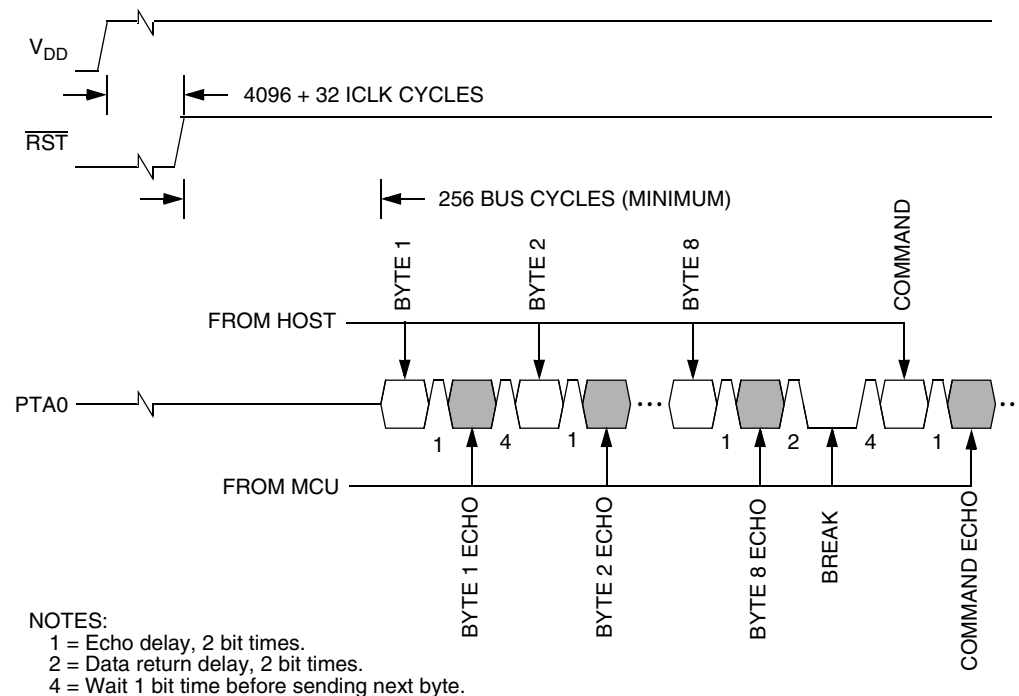 VDD
4096 + 32 ICLK CYCLES
RST
256 BUS CYCLES (MINIMUM)
BYTE 1
BYTE 2
BYTE 8
COMMAND
FROM HOST
PTA0
...
...
1
4
1
1
2
4
1
FROM MCU
BYTE 1 ECHO
BYTE 2 ECHO
BYTE 8 ECHO
BREAK
COMMAND ECHO
NOTES:
1 = Echo delay, 2 bit times.
2 = Data return delay, 2 bit times.
4 = Wait 1 bit time before sending next byte.